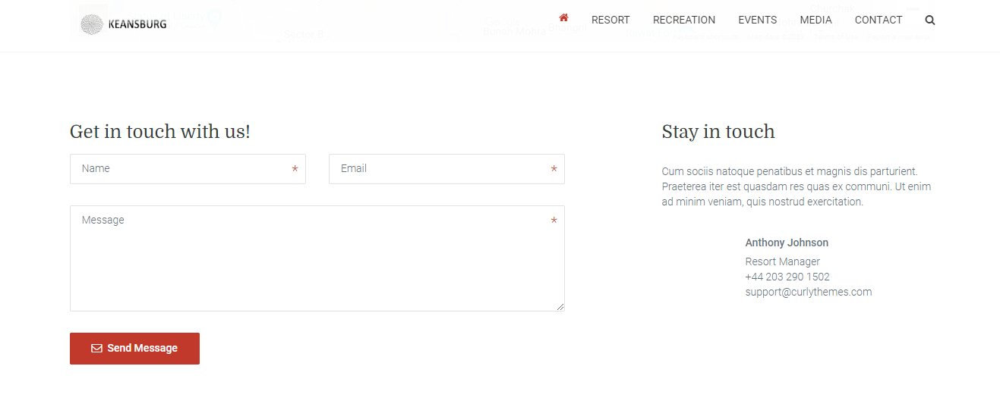 KEANSBURG
RESORT RECREATION EVENTS MEDIA CONTACT
Get in touch with us!
Name *
Email *
Message *
Send Message
Stay in touch
Cum sociis natoque penatibus et magnis dis parturient.
Praeterea iter est quasdam res quas ex communi. Ut enim
ad minim veniam, quis nostrud exercitation.
Anthony Johnson
Resort Manager
+44 203 290 1502
support@curlythemes.com